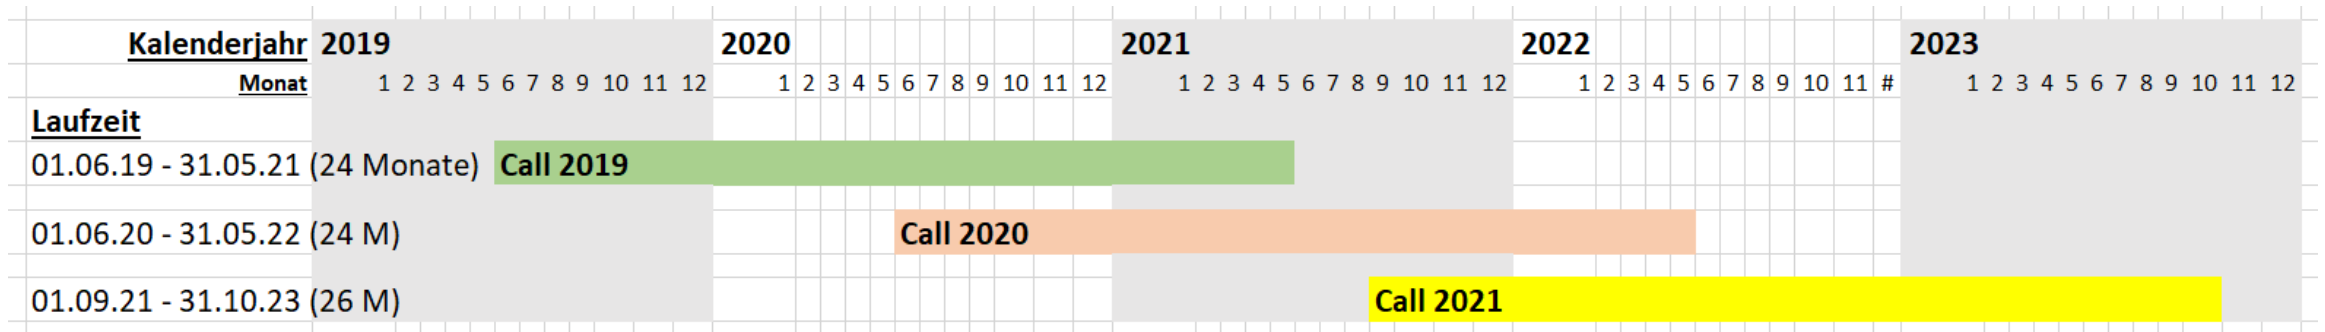 Kalenderjahr 2019 2020 2021 2022 2023
Monat 1 2 3 4 5 6 7 8 9 10 11 12 1 2 3 4 5 6 7 8 9 10 11 12 1 2 3 4 5 6 7 8 9 10 11 12 1 2 3 4 5 6 7 8 9 10 11 # 1 2 3 4 5 6 7 8 9 10 11 12
Laufzeit
01.06.19 - 31.05.21 (24 Monate) Call 2019
01.06.20 - 31.05.22 (24 M) Call 2020
01.09.21 - 31.10.23 (26 M) Call 2021